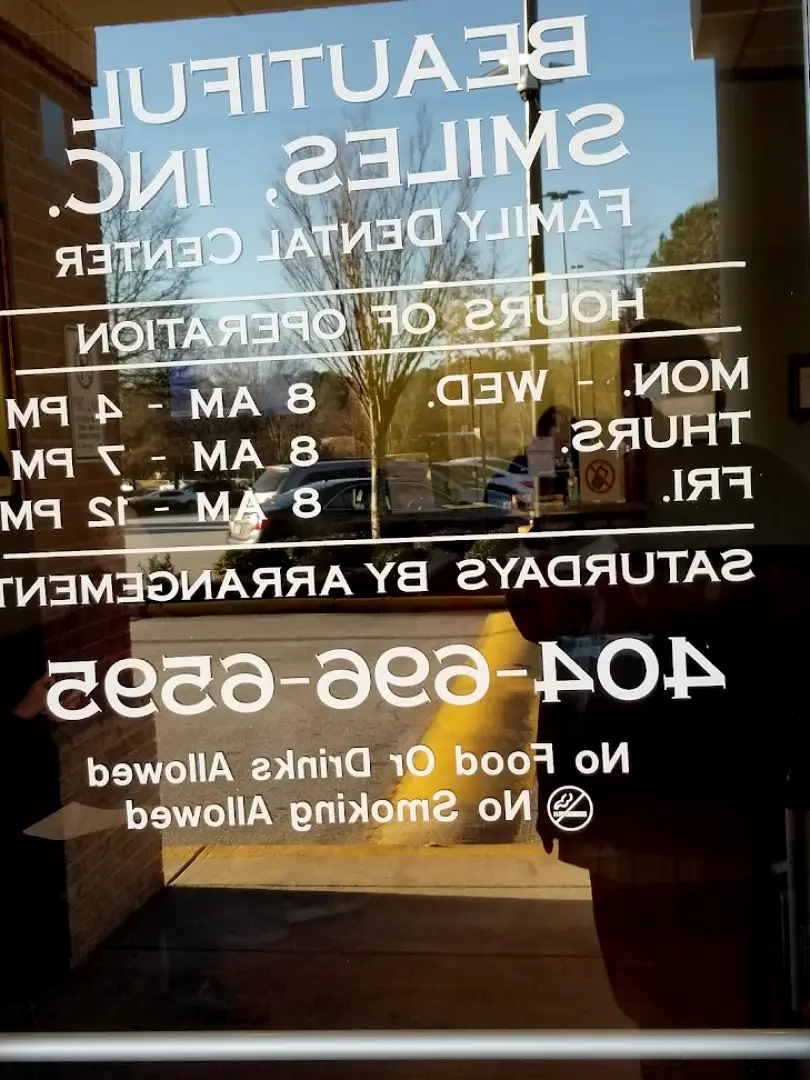 BEAUTIFUL
SMILES, INC.
FAMILY DENTAL CENTER
HOURS OF OPERATION
MON. - WED. 8 AM - 4 PM
THURS. 8 AM - 7 PM
FRI. 8 AM - 12 PM
SATURDAYS BY ARRANGEMENT
404-696-6595
No Food Or Drinks Allowed
No Smoking Allowed